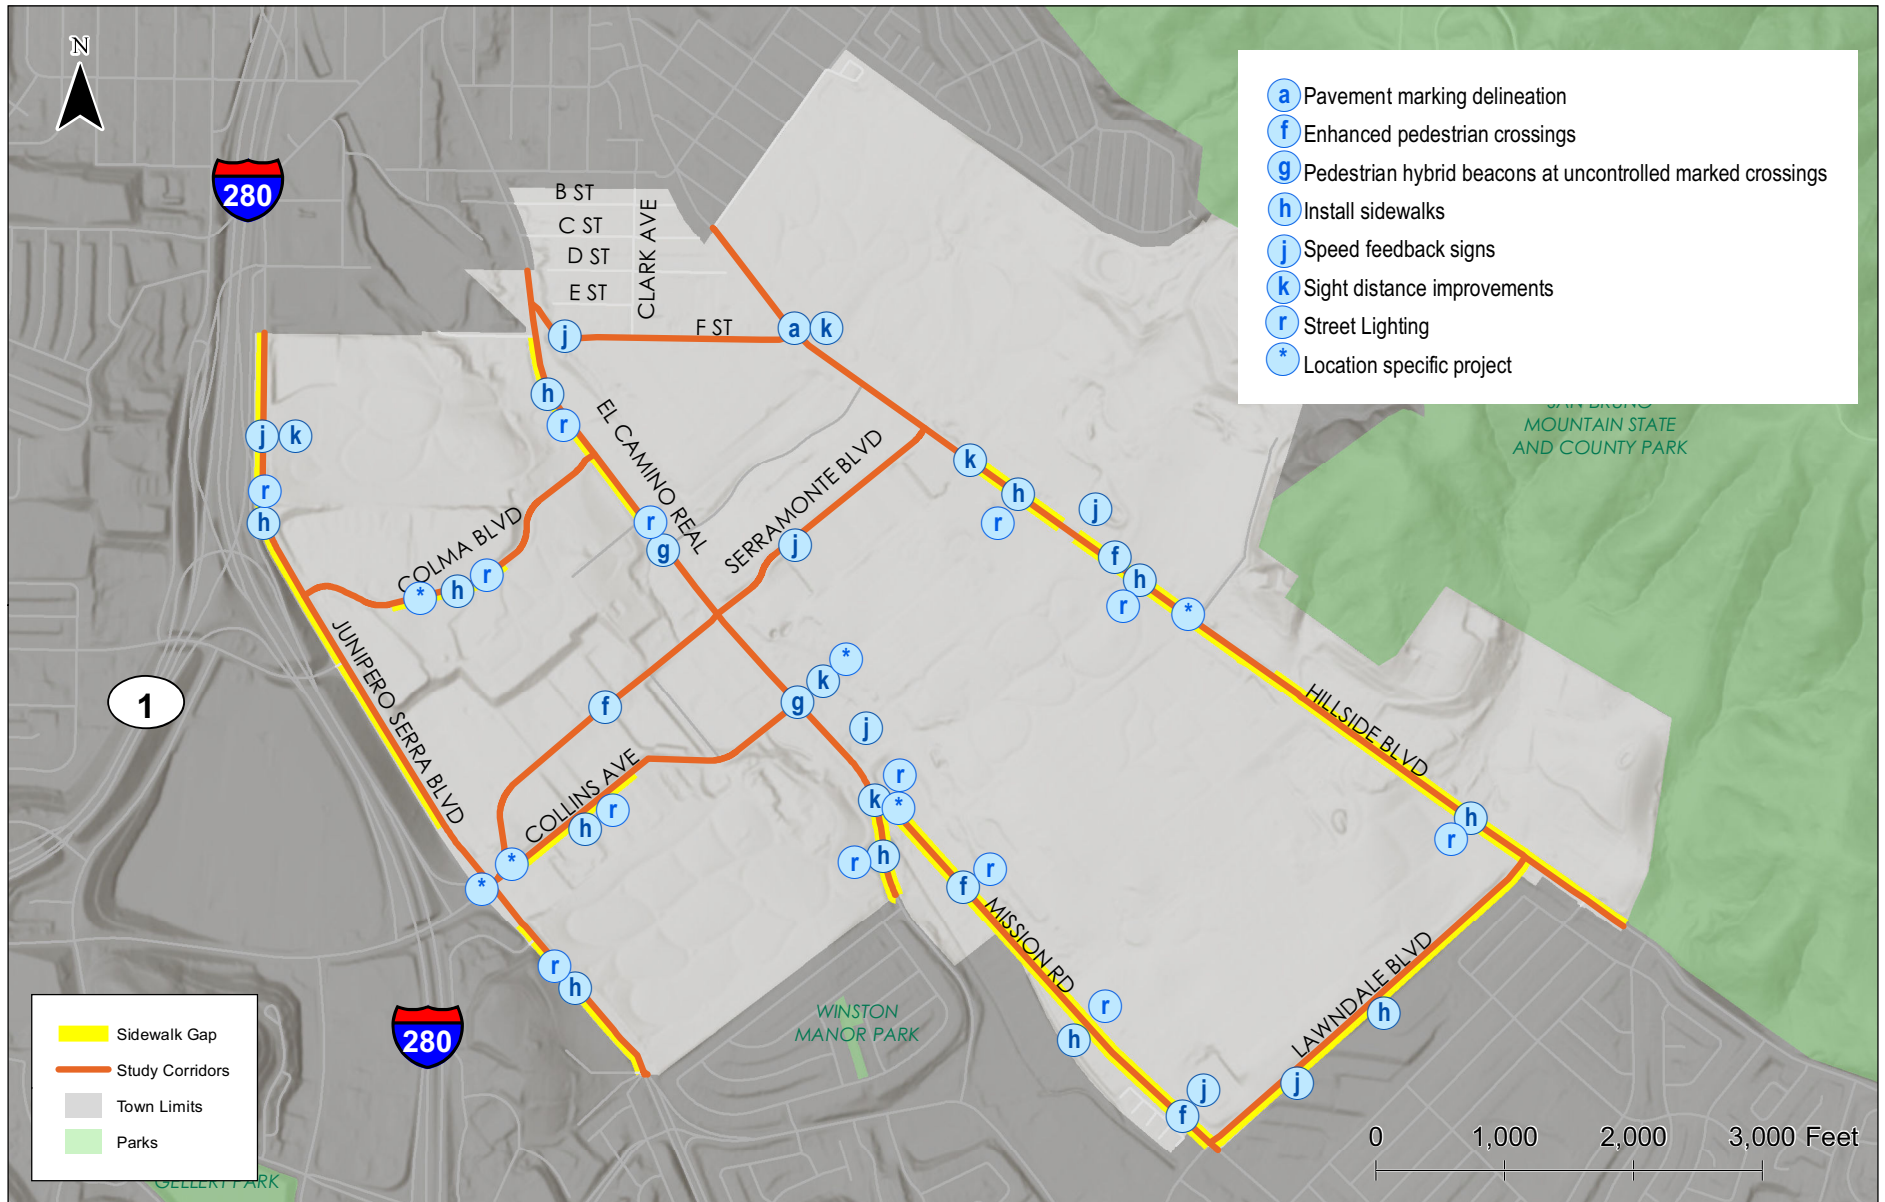 N
280
B ST
C ST
D ST
E ST
CLARK AVE
F ST
a Pavement marking delineation
f Enhanced pedestrian crossings
g Pedestrian hybrid beacons at uncontrolled marked crossings
h Install sidewalks
j Speed feedback signs
k Sight distance improvements
r Street Lighting
* Location specific project
SAN BRUNO
MOUNTAIN STATE
AND COUNTY PARK
j
a k
h
r
EL CAMINO REAL
j k
r
h
COLMA BLVD
* h r
r
g
SERRAMONTE BLVD
j
k
h
r
j
f
h
r
*
JUNIPERO SERRA BLVD
1
f
g k *
j
HILLSIDE BLVD
COLLINS AVE
h r
*
*
r
k *
r h
f r
MISSION RD
h
r
r
h
WINSTON
MANOR PARK
h r
LAWNDALE BLVD
h
j
j
f
280
Sidewalk Gap
Study Corridors
Town Limits
Parks
GELLERT PARK
0 1,000 2,000 3,000 Feet